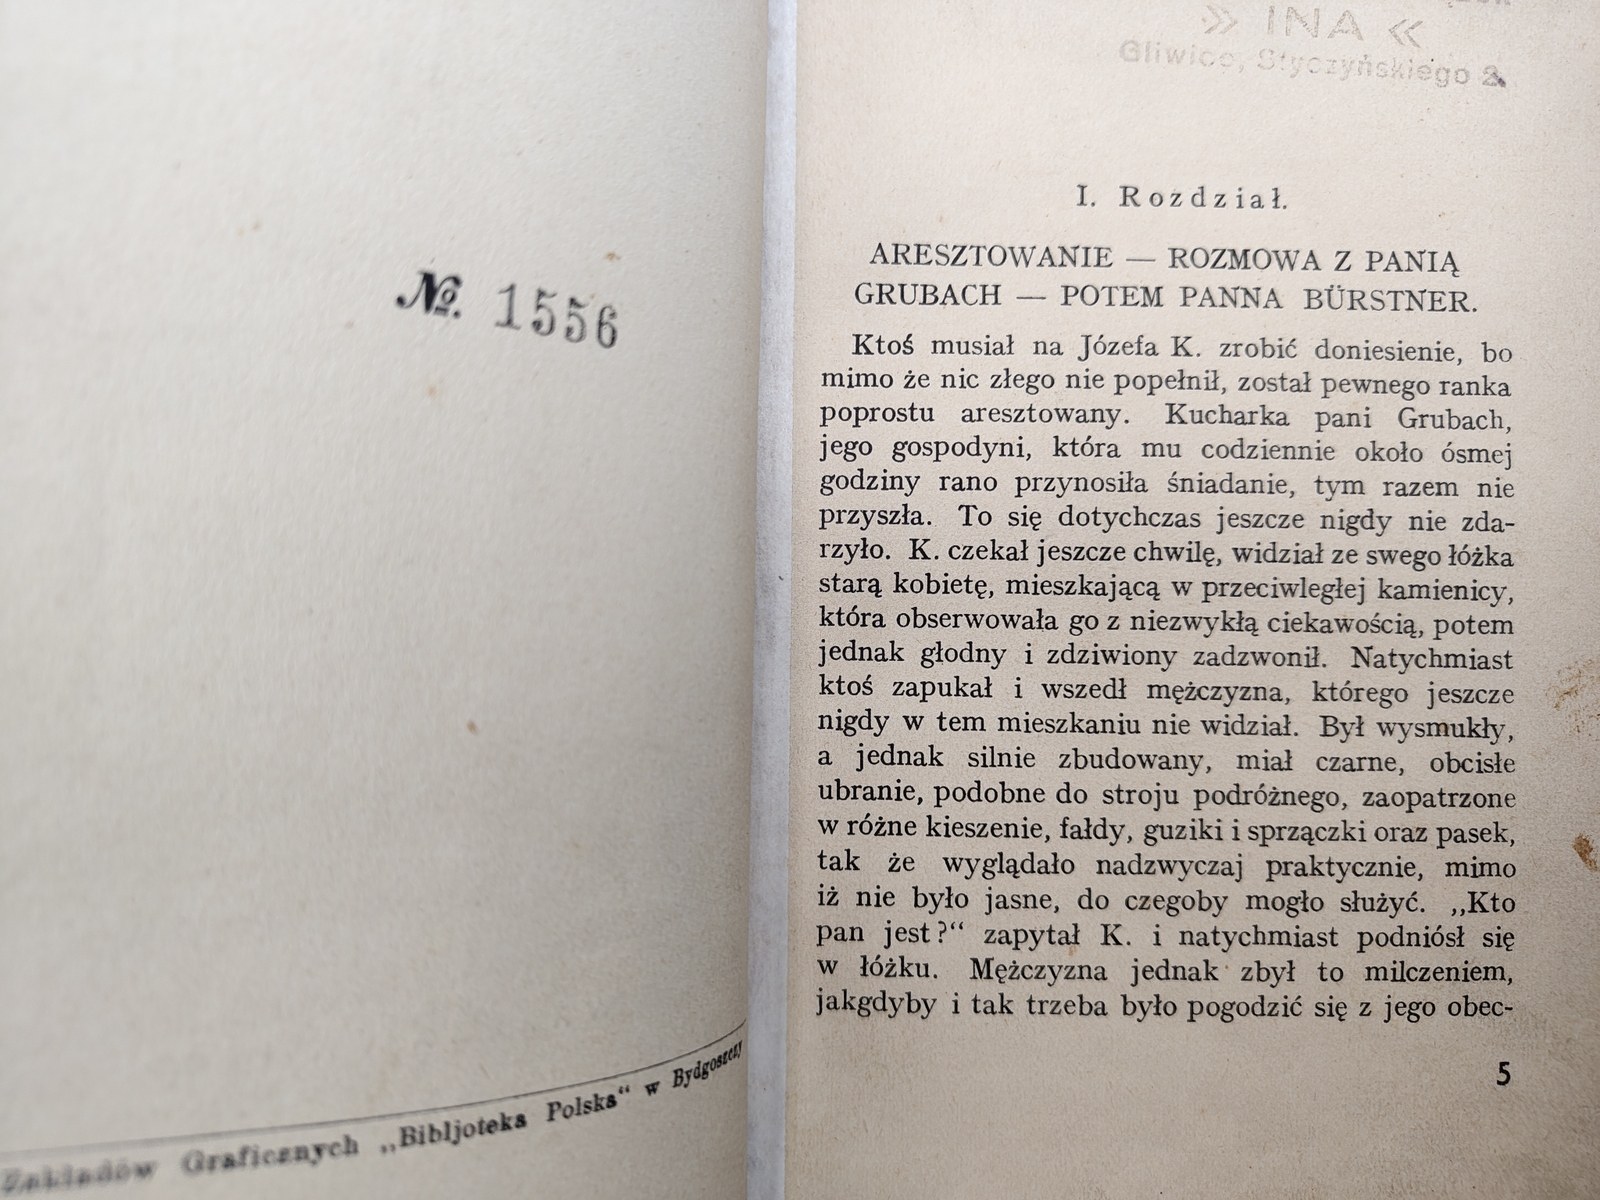 №. 1556
Zakładów Graficznych „Bibljoteka Polska“ w Bydgoszczy
» INA «
Gliwice, Styczyńskiego 2.
I. Rozdział.
ARESZTOWANIE — ROZMOWA Z PANIĄ
GRUBACH — POTEM PANNA BÜRSTNER.
Ktoś musiał na Józefa K. zrobić doniesienie, bo
mimo że nic złego nie popełnił, został pewnego ranka
poprostu aresztowany. Kucharka pani Grubach,
jego gospodyni, która mu codziennie około ósmej
godziny rano przynosiła śniadanie, tym razem nie
przyszła. To się dotychczas jeszcze nigdy nie zda-
rzyło. K. czekał jeszcze chwilę, widział ze swego łóżka
starą kobietę, mieszkającą w przeciwległej kamienicy,
która obserwowała go z niezwykłą ciekawością, potem
jednak głodny i zdziwiony zadzwonił. Natychmiast
ktoś zapukał i wszedł mężczyzna, którego jeszcze
nigdy w tem mieszkaniu nie widział. Był wysmukły,
a jednak silnie zbudowany, miał czarne, obcisłe
ubranie, podobne do stroju podróżnego, zaopatrzone
w różne kieszenie, fałdy, guziki i sprzączki oraz pasek,
tak że wyglądało nadzwyczaj praktycznie, mimo
iż nie było jasne, do czegoby mogło służyć. „Kto
pan jest?“ zapytał K. i natychmiast podniósł się
w łóżku. Mężczyzna jednak zbył to milczeniem,
jakgdyby i tak trzeba było pogodzić się z jego obec-
5